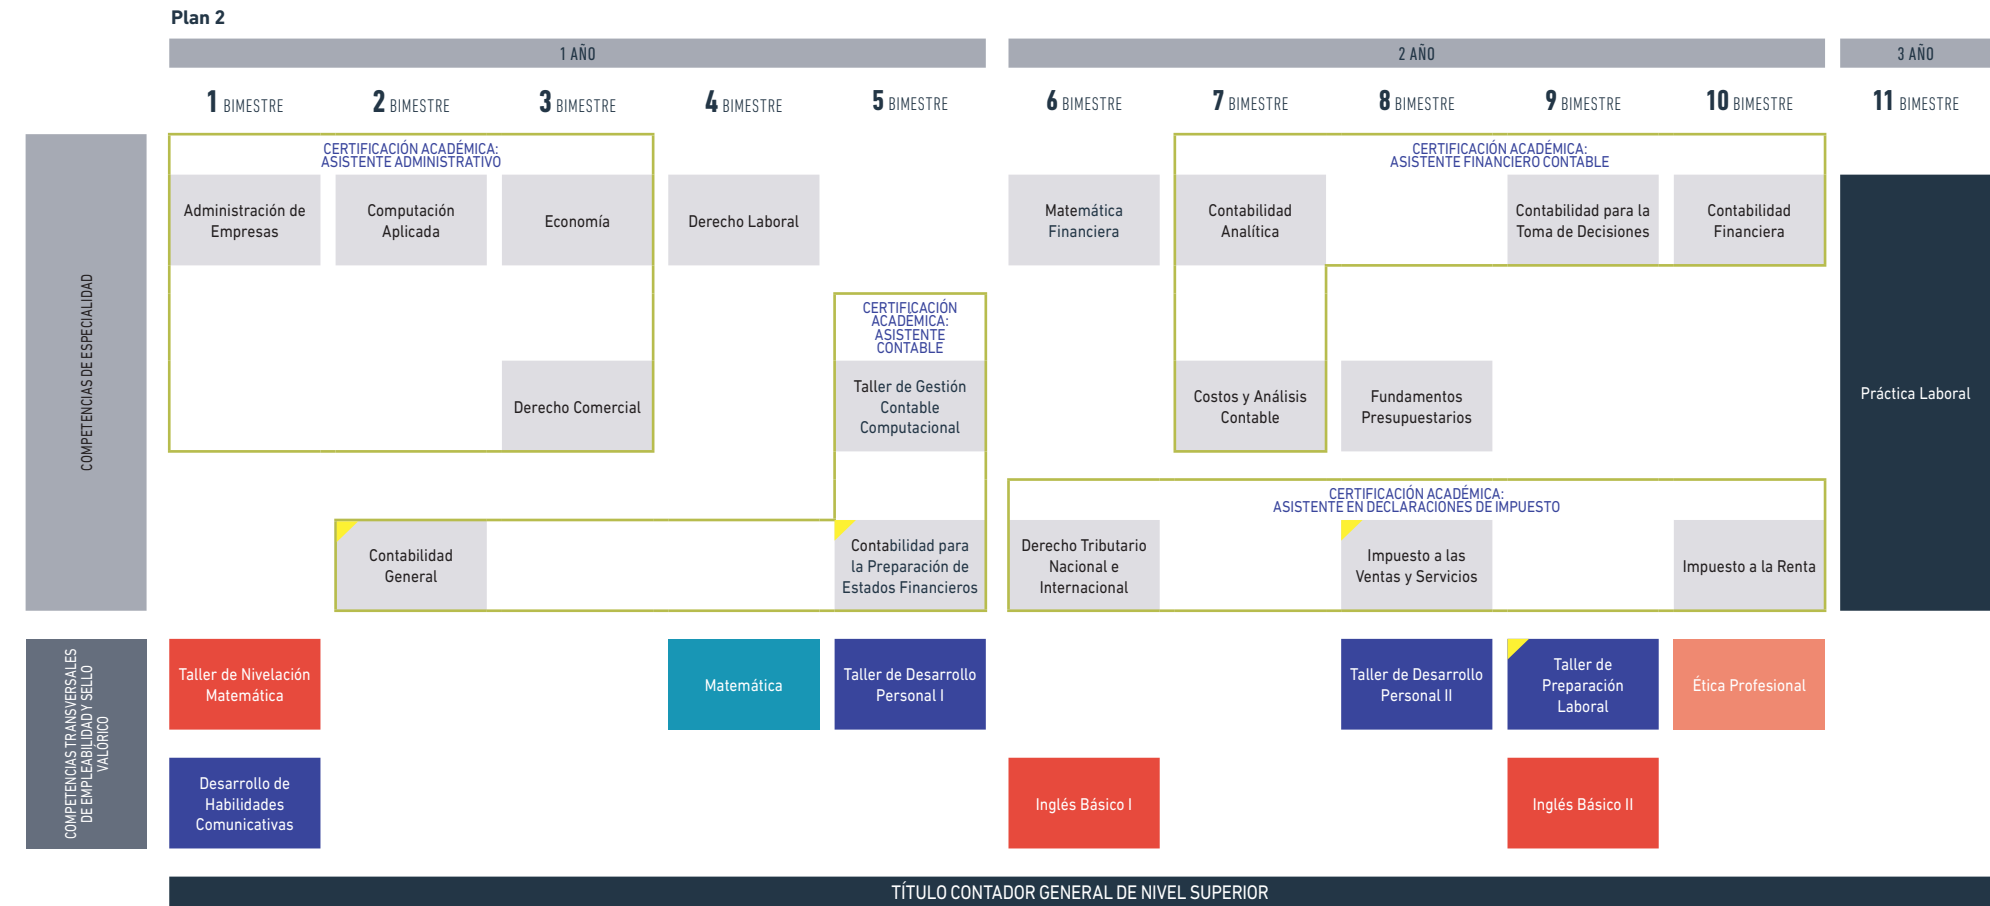 Plan 2
1 AÑO
2 AÑO
3 AÑO
1 BIMESTRE
2 BIMESTRE
3 BIMESTRE
4 BIMESTRE
5 BIMESTRE
6 BIMESTRE
7 BIMESTRE
8 BIMESTRE
9 BIMESTRE
10 BIMESTRE
11 BIMESTRE
COMPETENCIAS DE ESPECIALIDAD
CERTIFICACIÓN ACADÉMICA:
ASISTENTE ADMINISTRATIVO
CERTIFICACIÓN ACADÉMICA:
ASISTENTE FINANCIERO CONTABLE
Administración de
Empresas
Computación
Aplicada
Economía
Derecho Laboral
Matemática
Financiera
Contabilidad
Analítica
Contabilidad para la
Toma de Decisiones
Contabilidad
Financiera
CERTIFICACIÓN
ACADÉMICA:
ASISTENTE
CONTABLE
Derecho Comercial
Taller de Gestión
Contable
Computacional
Costos y Análisis
Contable
Fundamentos
Presupuestarios
Práctica Laboral
CERTIFICACIÓN ACADÉMICA:
ASISTENTE EN DECLARACIONES DE IMPUESTO
Contabilidad
General
Contabilidad para
la Preparación de
Estados Financieros
Derecho Tributario
Nacional e
Internacional
Impuesto a las
Ventas y Servicios
Impuesto a la Renta
COMPETENCIAS TRANSVERSALES
DE EMPLEABILIDAD Y SELLO
VALÓRICO
Taller de Nivelación
Matemática
Matemática
Taller de Desarrollo
Personal I
Taller de Desarrollo
Personal II
Taller de
Preparación
Laboral
Ética Profesional
Desarrollo de
Habilidades
Comunicativas
Inglés Básico I
Inglés Básico II
TÍTULO CONTADOR GENERAL DE NIVEL SUPERIOR